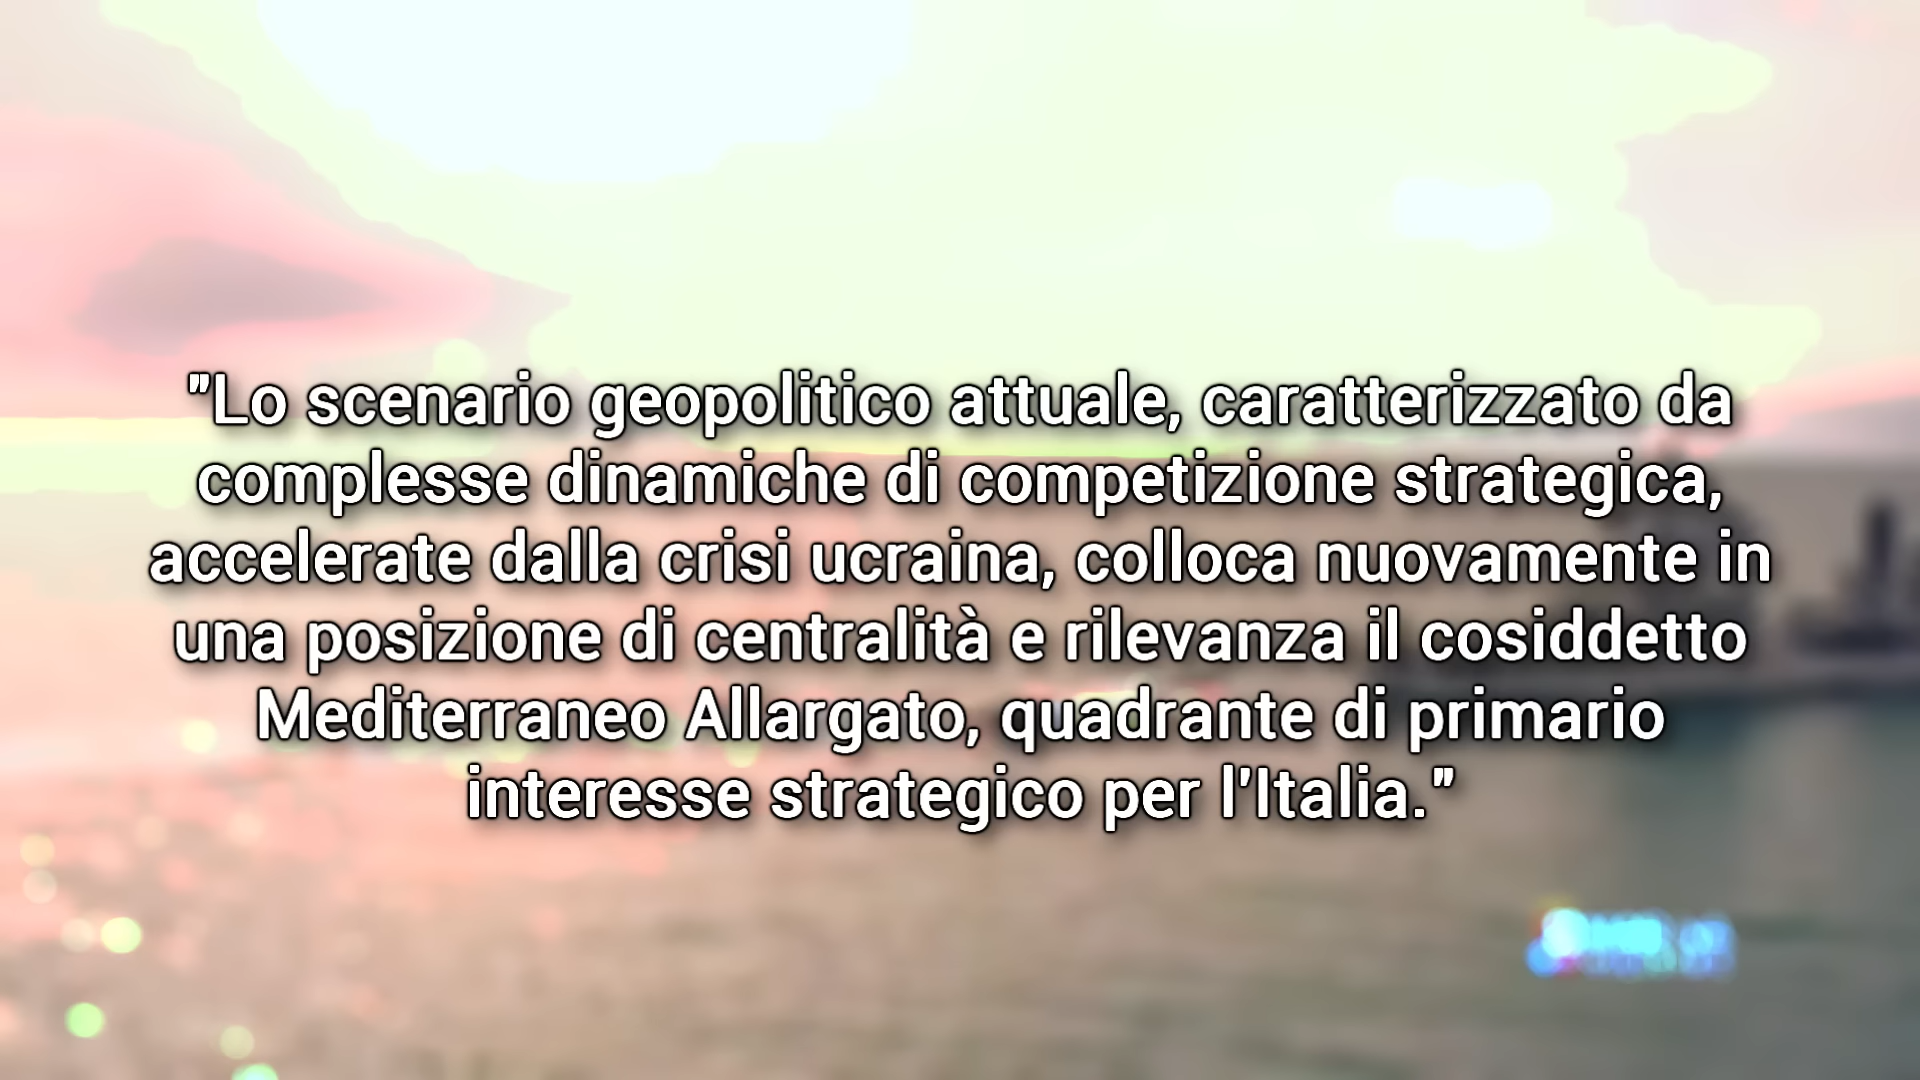 "Lo scenario geopolitico attuale, caratterizzato da
complesse dinamiche di competizione strategica,
accelerate dalla crisi ucraina, colloca nuovamente in
una posizione di centralità e rilevanza il cosiddetto
Mediterraneo Allargato, quadrante di primario
interesse strategico per l'Italia."